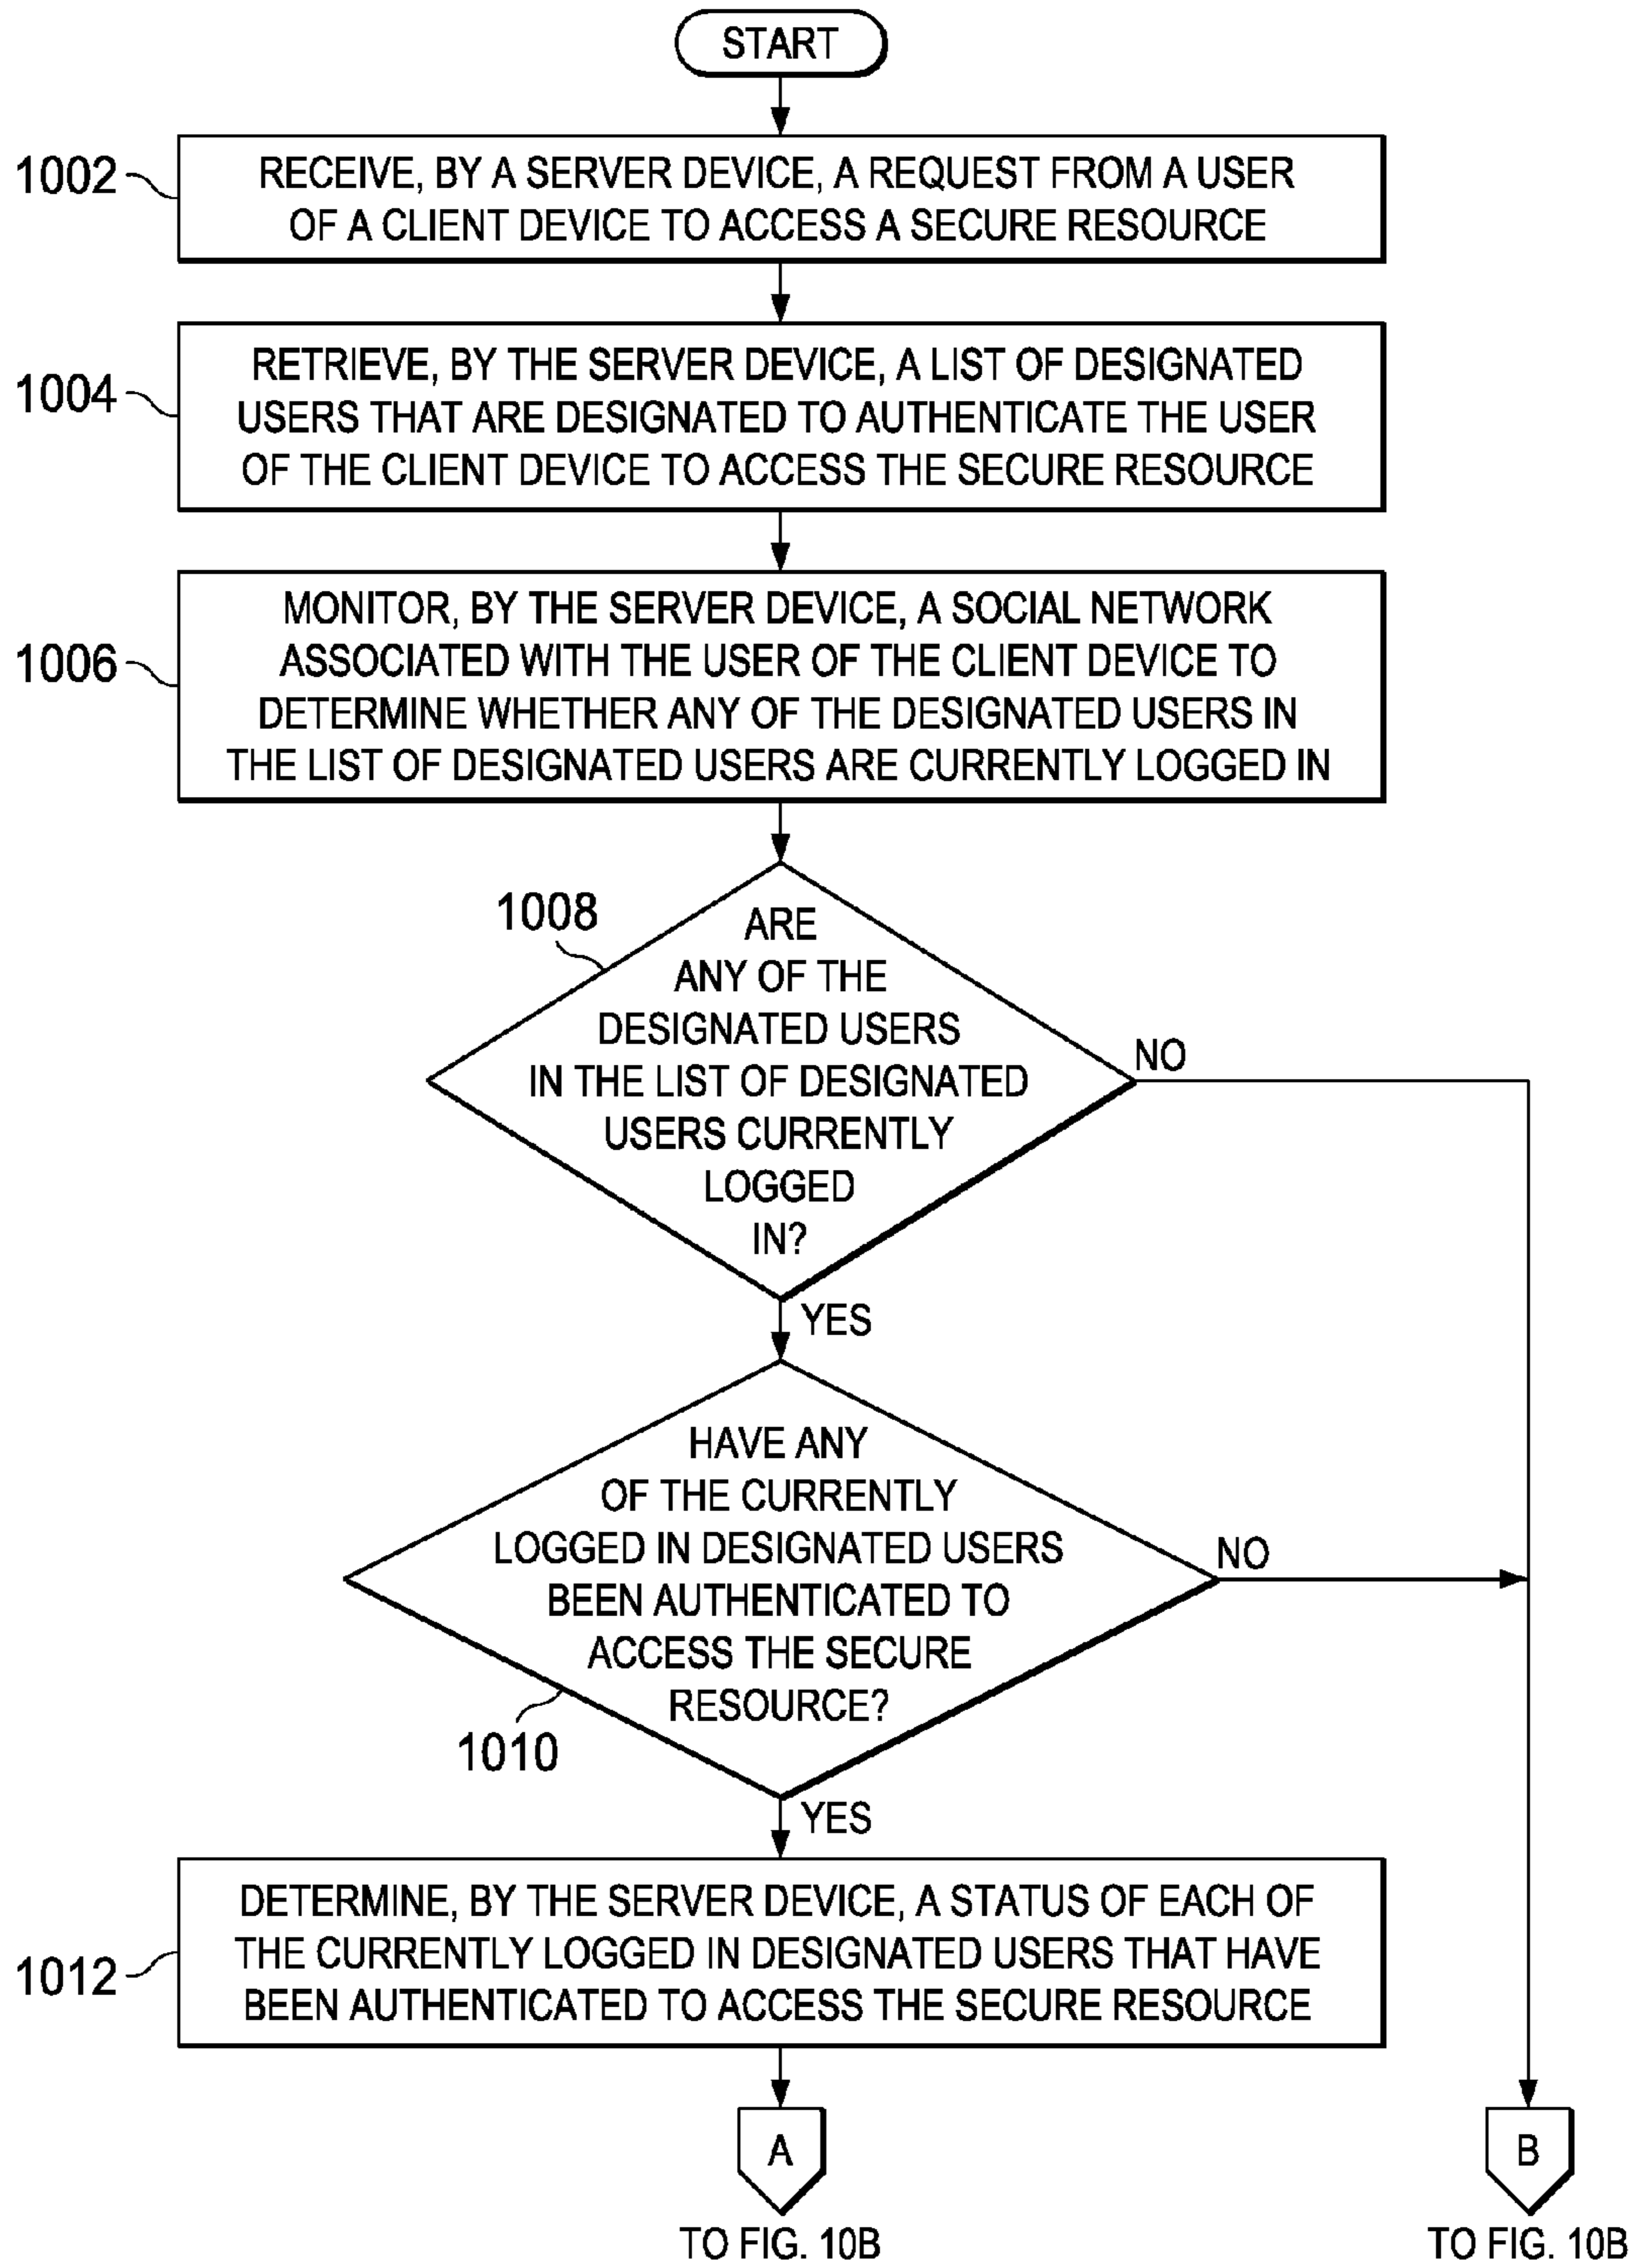 START
1002
RECEIVE, BY A SERVER DEVICE, A REQUEST FROM A USER
OF A CLIENT DEVICE TO ACCESS A SECURE RESOURCE
1004
RETRIEVE, BY THE SERVER DEVICE, A LIST OF DESIGNATED
USERS THAT ARE DESIGNATED TO AUTHENTICATE THE USER
OF THE CLIENT DEVICE TO ACCESS THE SECURE RESOURCE
1006
MONITOR, BY THE SERVER DEVICE, A SOCIAL NETWORK
ASSOCIATED WITH THE USER OF THE CLIENT DEVICE TO
DETERMINE WHETHER ANY OF THE DESIGNATED USERS IN
THE LIST OF DESIGNATED USERS ARE CURRENTLY LOGGED IN
1008
ARE
ANY OF THE
DESIGNATED USERS
IN THE LIST OF DESIGNATED
USERS CURRENTLY
LOGGED
IN?
NO
YES
HAVE ANY
OF THE CURRENTLY
LOGGED IN DESIGNATED USERS
BEEN AUTHENTICATED TO
ACCESS THE SECURE
RESOURCE?
NO
1010
YES
1012
DETERMINE, BY THE SERVER DEVICE, A STATUS OF EACH OF
THE CURRENTLY LOGGED IN DESIGNATED USERS THAT HAVE
BEEN AUTHENTICATED TO ACCESS THE SECURE RESOURCE
A
TO FIG. 10B
B
TO FIG. 10B